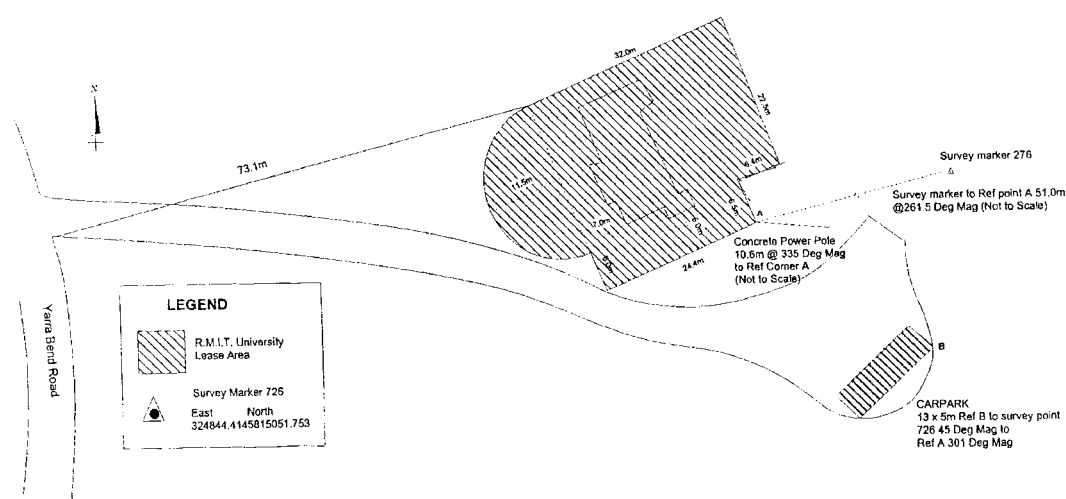 N
73.1m
32.0m
27.5m
6.4m
6.5m
A
11.5m
7.0m
6.0m
6.0m
24.4m
Survey marker 276
Survey marker to Ref point A 51.0m
@261.5 Deg Mag (Not to Scale)
Concrete Power Pole
10.6m @ 335 Deg Mag
to Ref Corner A
(Not to Scale)
Yarra Bend Road
LEGEND
R.M.I.T. University
Lease Area
Survey Marker 726
East North
324844.4145815051.753
B
CARPARK
13 x 5m Ref B to survey point
726 45 Deg Mag to
Ref A 301 Deg Mag